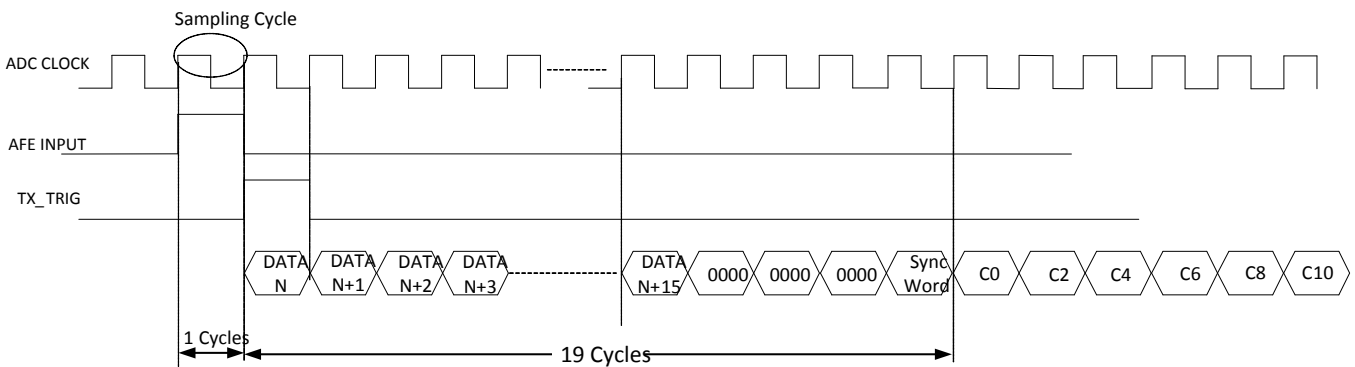 Sampling Cycle
ADC CLOCK
AFE INPUT
TX_TRIG
DATA N
DATA N+1
DATA N+2
DATA N+3
DATA N+15
0000
0000
0000
Sync Word
C0
C2
C4
C6
C8
C10
1 Cycles
19 Cycles